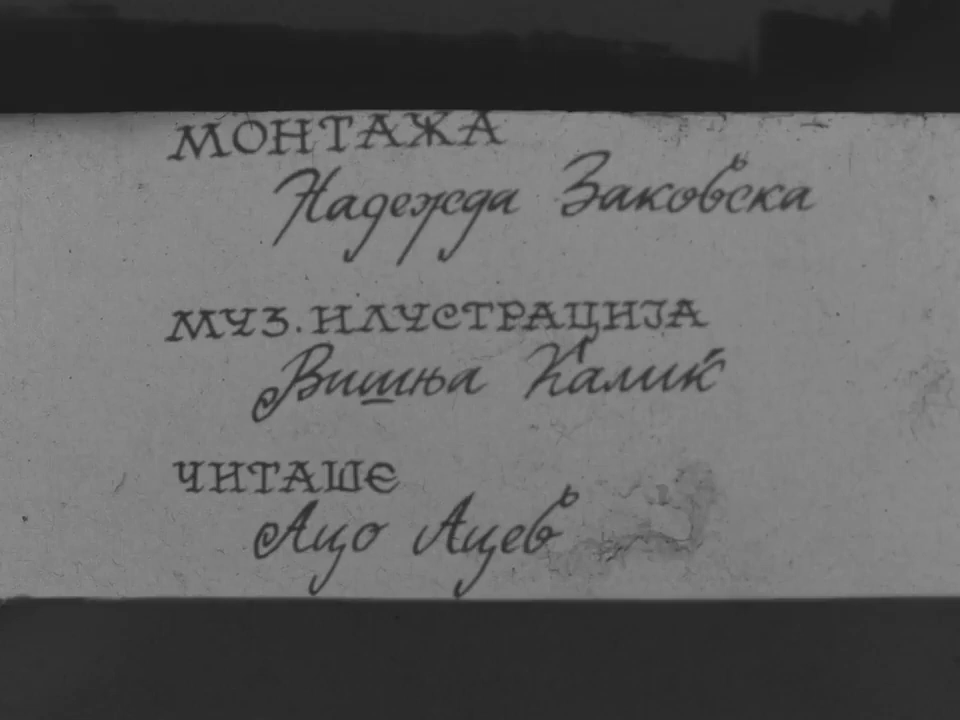 МОНТАЖА
Надежда Заковска
МУЗ. ИЛУСТРАЦИЈА
Вишња Калиќ
ЧИТАШЕ
Ацо Ацев